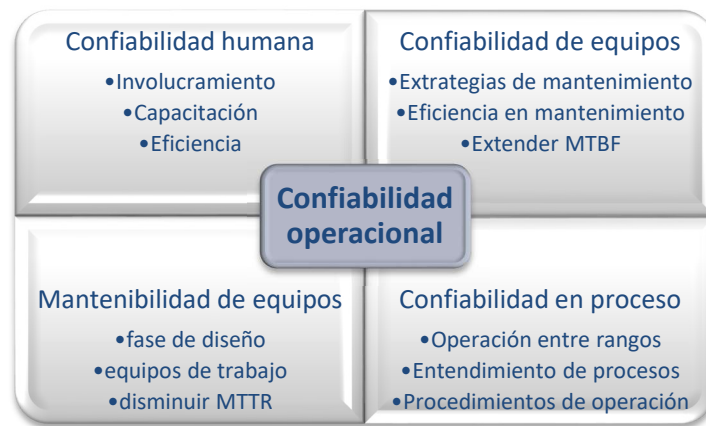 Confiabilidad humana
•Involucramiento
•Capacitación
•Eficiencia
Confiabilidad de equipos
•Extrategias de mantenimiento
•Eficiencia en mantenimiento
•Extender MTBF
Confiabilidad
operacional
Mantenibilidad de equipos
•fase de diseño
•equipos de trabajo
•disminuir MTTR
Confiabilidad en proceso
•Operación entre rangos
•Entendimiento de procesos
•Procedimientos de operación